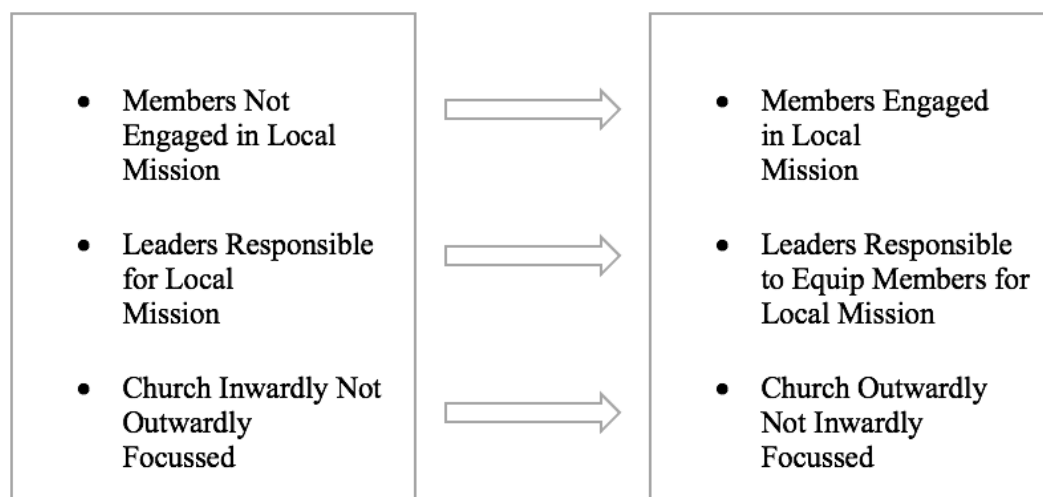 • Members Not
Engaged in Local
Mission
• Leaders Responsible
for Local
Mission
• Church Inwardly Not
Outwardly
Focussed
• Members Engaged
in Local
Mission
• Leaders Responsible
to Equip Members for
Local Mission
• Church Outwardly
Not Inwardly
Focussed